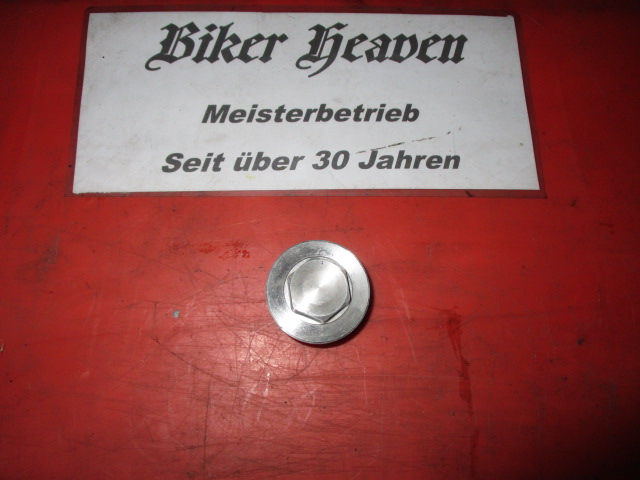 Biker Heaven
Meisterbetrieb
Seit über 30 Jahren